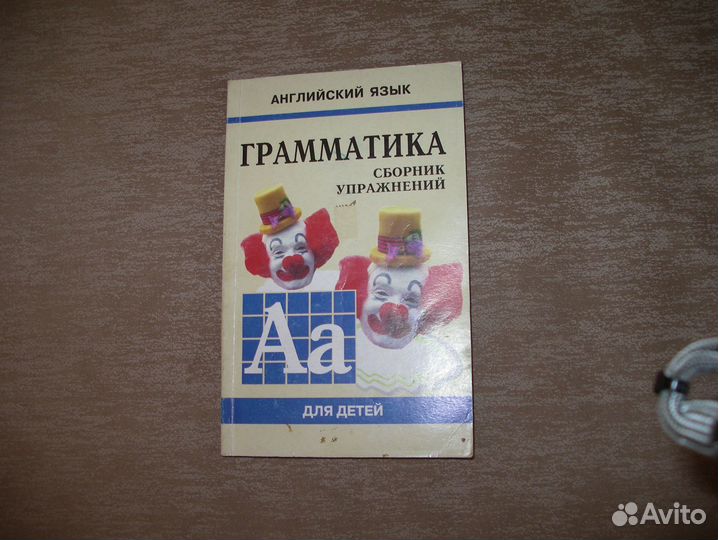 АНГЛИЙСКИЙ ЯЗЫК
ГРАММАТИКА
СБОРНИК
УПРАЖНЕНИЙ
Aa
ДЛЯ ДЕТЕЙ
Avito